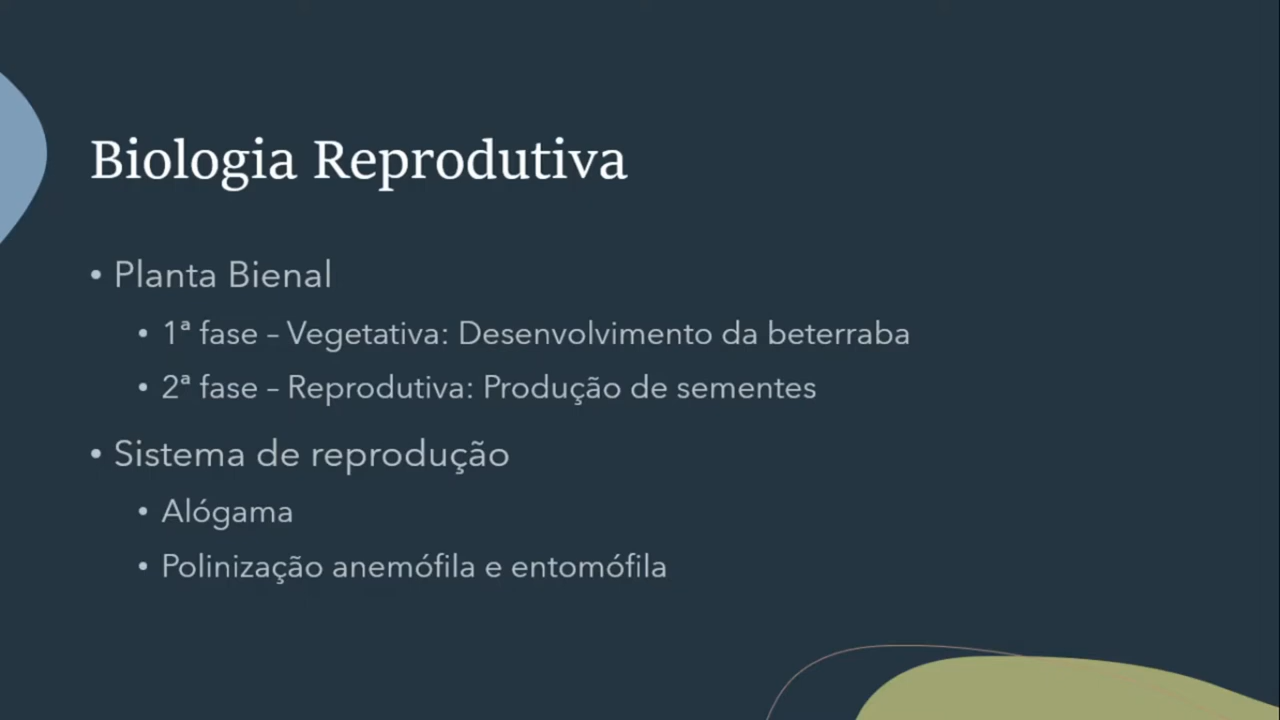 Biologia Reprodutiva
• Planta Bienal
• 1ª fase – Vegetativa: Desenvolvimento da beterraba
• 2ª fase – Reprodutiva: Produção de sementes
• Sistema de reprodução
• Alógama
• Polinização anemófila e entomófila